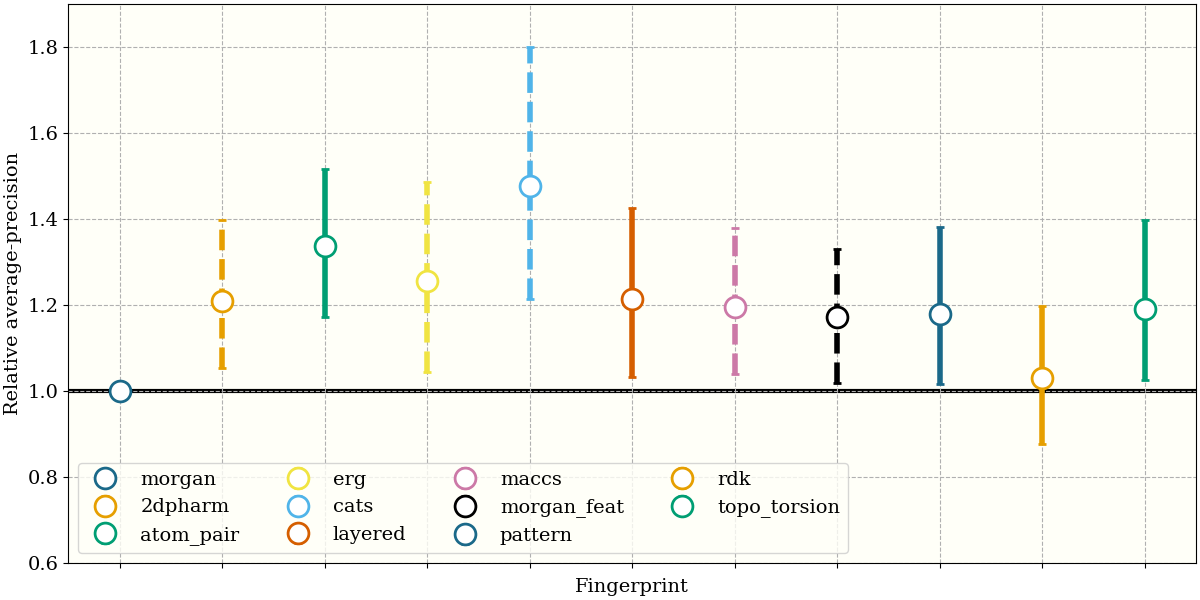 Relative average-precision
1.8
1.6
1.4
1.2
1.0
0.8
0.6
morgan erg maccs rdk
2dpharm cats morgan_feat topo_torsion
atom_pair layered pattern
Fingerprint